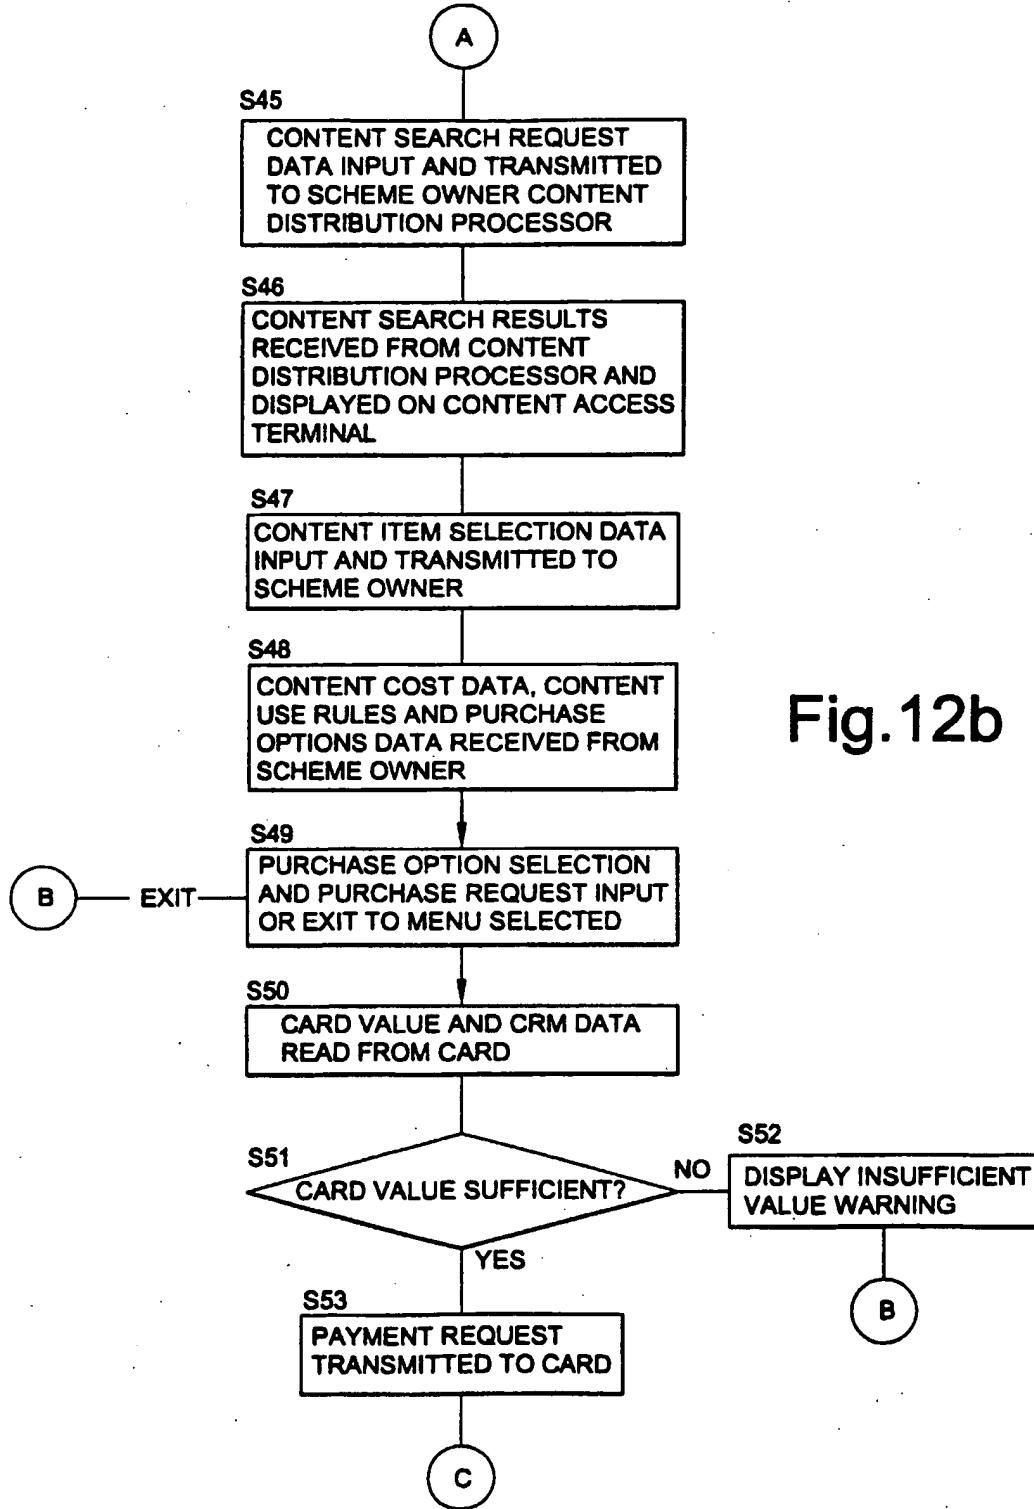 A
S45
CONTENT SEARCH REQUEST
DATA INPUT AND TRANSMITTED
TO SCHEME OWNER CONTENT
DISTRIBUTION PROCESSOR
S46
CONTENT SEARCH RESULTS
RECEIVED FROM CONTENT
DISTRIBUTION PROCESSOR AND
DISPLAYED ON CONTENT ACCESS
TERMINAL
S47
CONTENT ITEM SELECTION DATA
INPUT AND TRANSMITTED TO
SCHEME OWNER
S48
CONTENT COST DATA, CONTENT
USE RULES AND PURCHASE
OPTIONS DATA RECEIVED FROM
SCHEME OWNER
Fig.12b
S49
PURCHASE OPTION SELECTION
AND PURCHASE REQUEST INPUT
OR EXIT TO MENU SELECTED
B
EXIT
S50
CARD VALUE AND CRM DATA
READ FROM CARD
S51
CARD VALUE SUFFICIENT?
NO
S52
DISPLAY INSUFFICIENT
VALUE WARNING
B
YES
S53
PAYMENT REQUEST
TRANSMITTED TO CARD
C